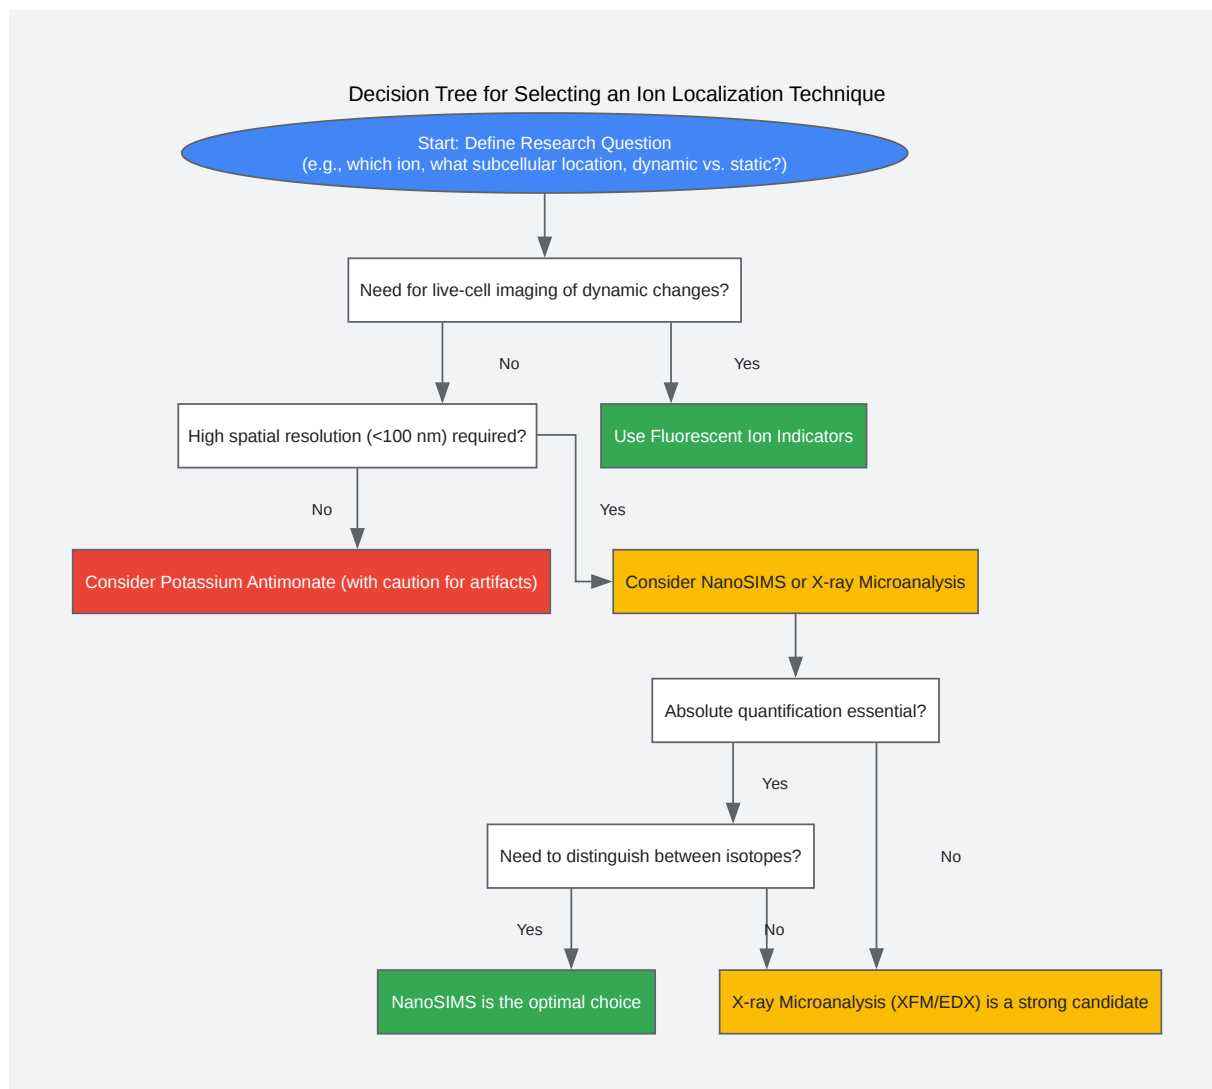 Decision Tree for Selecting an Ion Localization Technique
Start: Define Research Question
(e.g., which ion, what subcellular location, dynamic vs. static?)
Need for live-cell imaging of dynamic changes?
No
Yes
High spatial resolution (<100 nm) required?
Use Fluorescent Ion Indicators
No
Yes
Consider Potassium Antimonate (with caution for artifacts)
Consider NanoSIMS or X-ray Microanalysis
Absolute quantification essential?
Yes
Need to distinguish between isotopes?
No
Yes
No
NanoSIMS is the optimal choice
X-ray Microanalysis (XFM/EDX) is a strong candidate